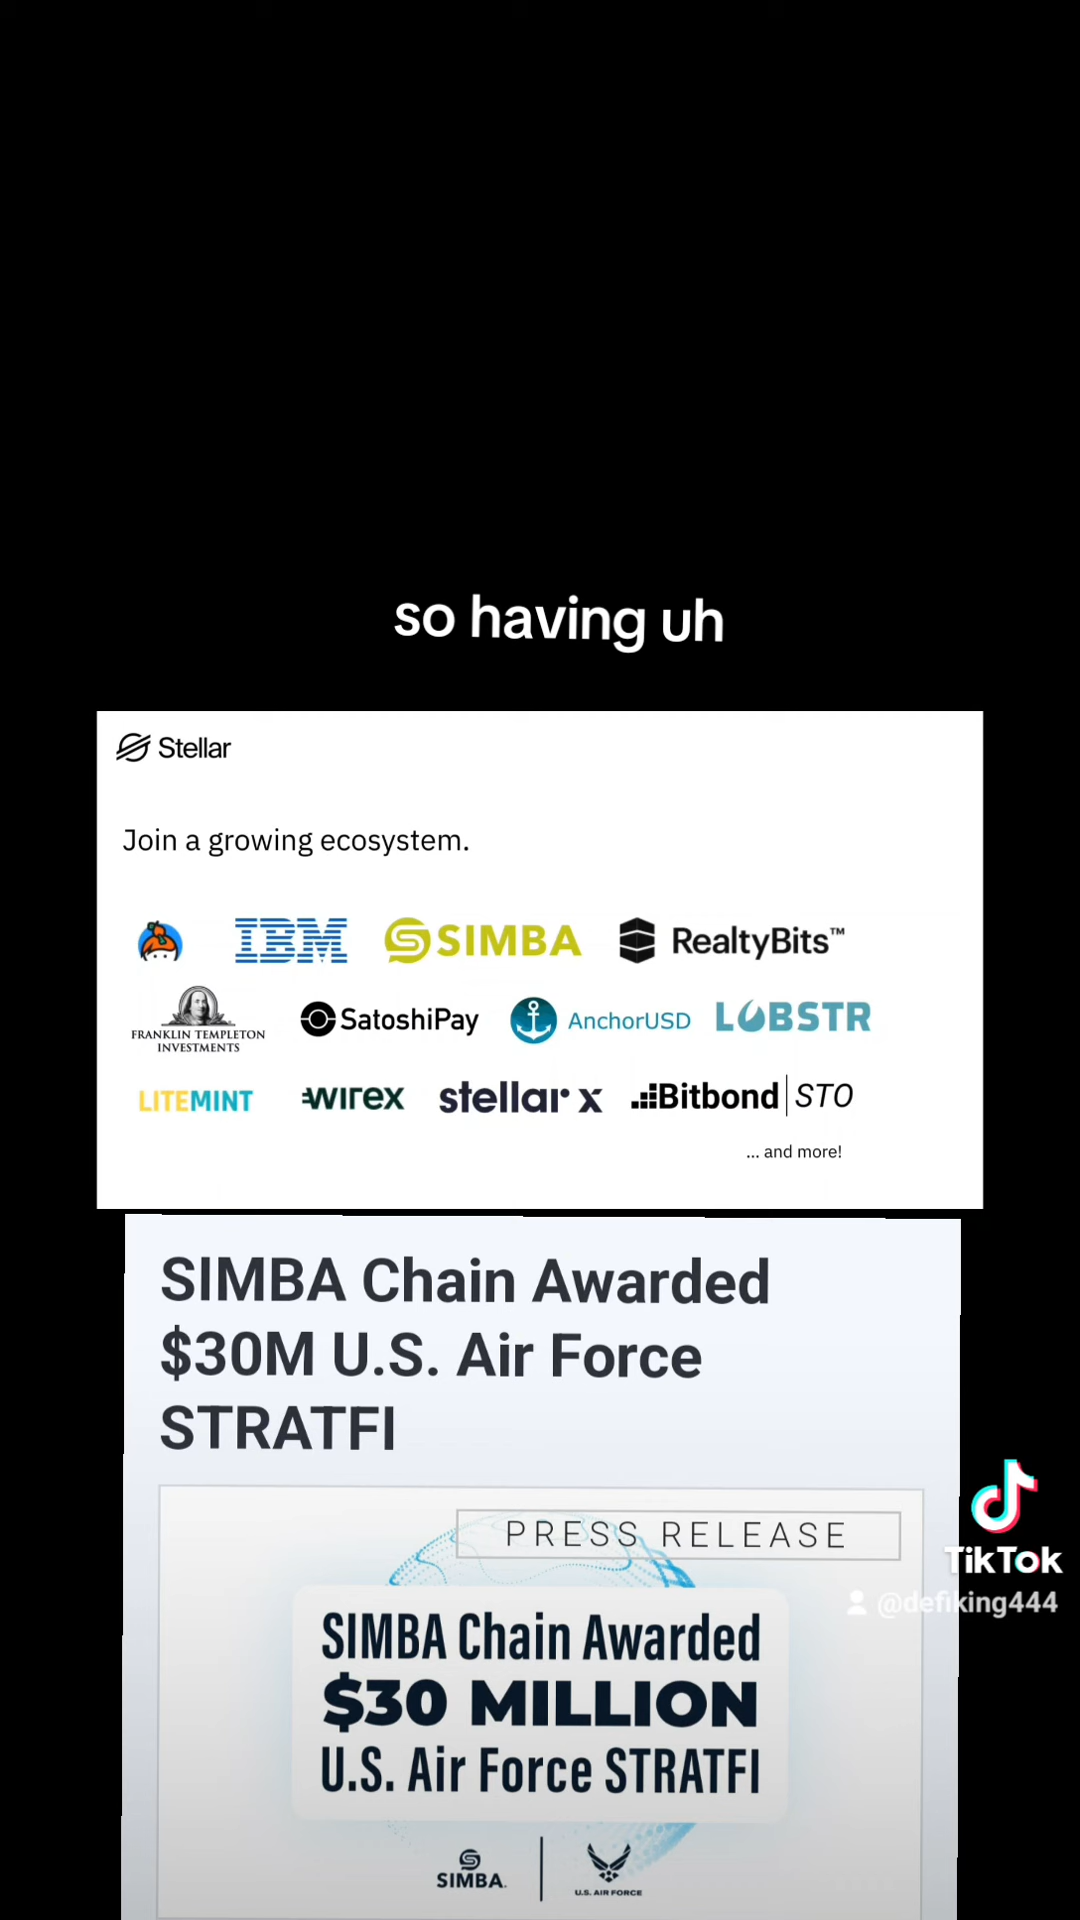 so having uh
Stellar
Join a growing ecosystem.
IBM SIMBA RealtyBits™
FRANKLIN TEMPLETON
INVESTMENTS
SatoshiPay AnchorUSD LOBSTR
LITEMINT wirex stellar x Bitbond STO
... and more!
SIMBA Chain Awarded
$30M U.S. Air Force
STRATFI
PRESS RELEASE
SIMBA Chain Awarded
$30 MILLION
U.S. Air Force STRATFI
SIMBA. U.S. AIR FORCE
TikTok
@defiking444